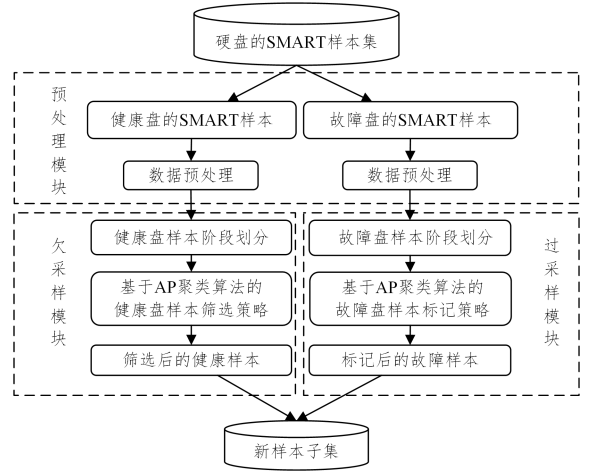 硬盘的SMART样本集
预处理模块
健康盘的SMART样本
故障盘的SMART样本
数据预处理
数据预处理
欠采样模块
健康盘样本阶段划分
基于AP聚类算法的
健康盘样本筛选策略
筛选后的健康样本
故障盘样本阶段划分
基于AP聚类算法的
故障盘样本标记策略
标记后的故障样本
过采样模块
新样本子集